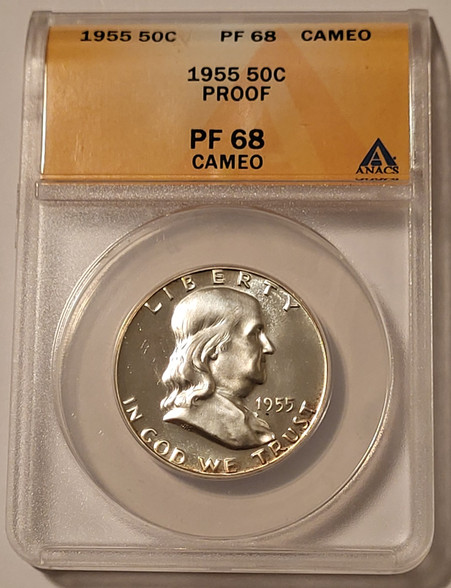 1955 50C PF 68 CAMEO
1955 50C
PROOF
PF 68
CAMEO
ANACS
LIBERTY
1955
IN GOD WE TRUST